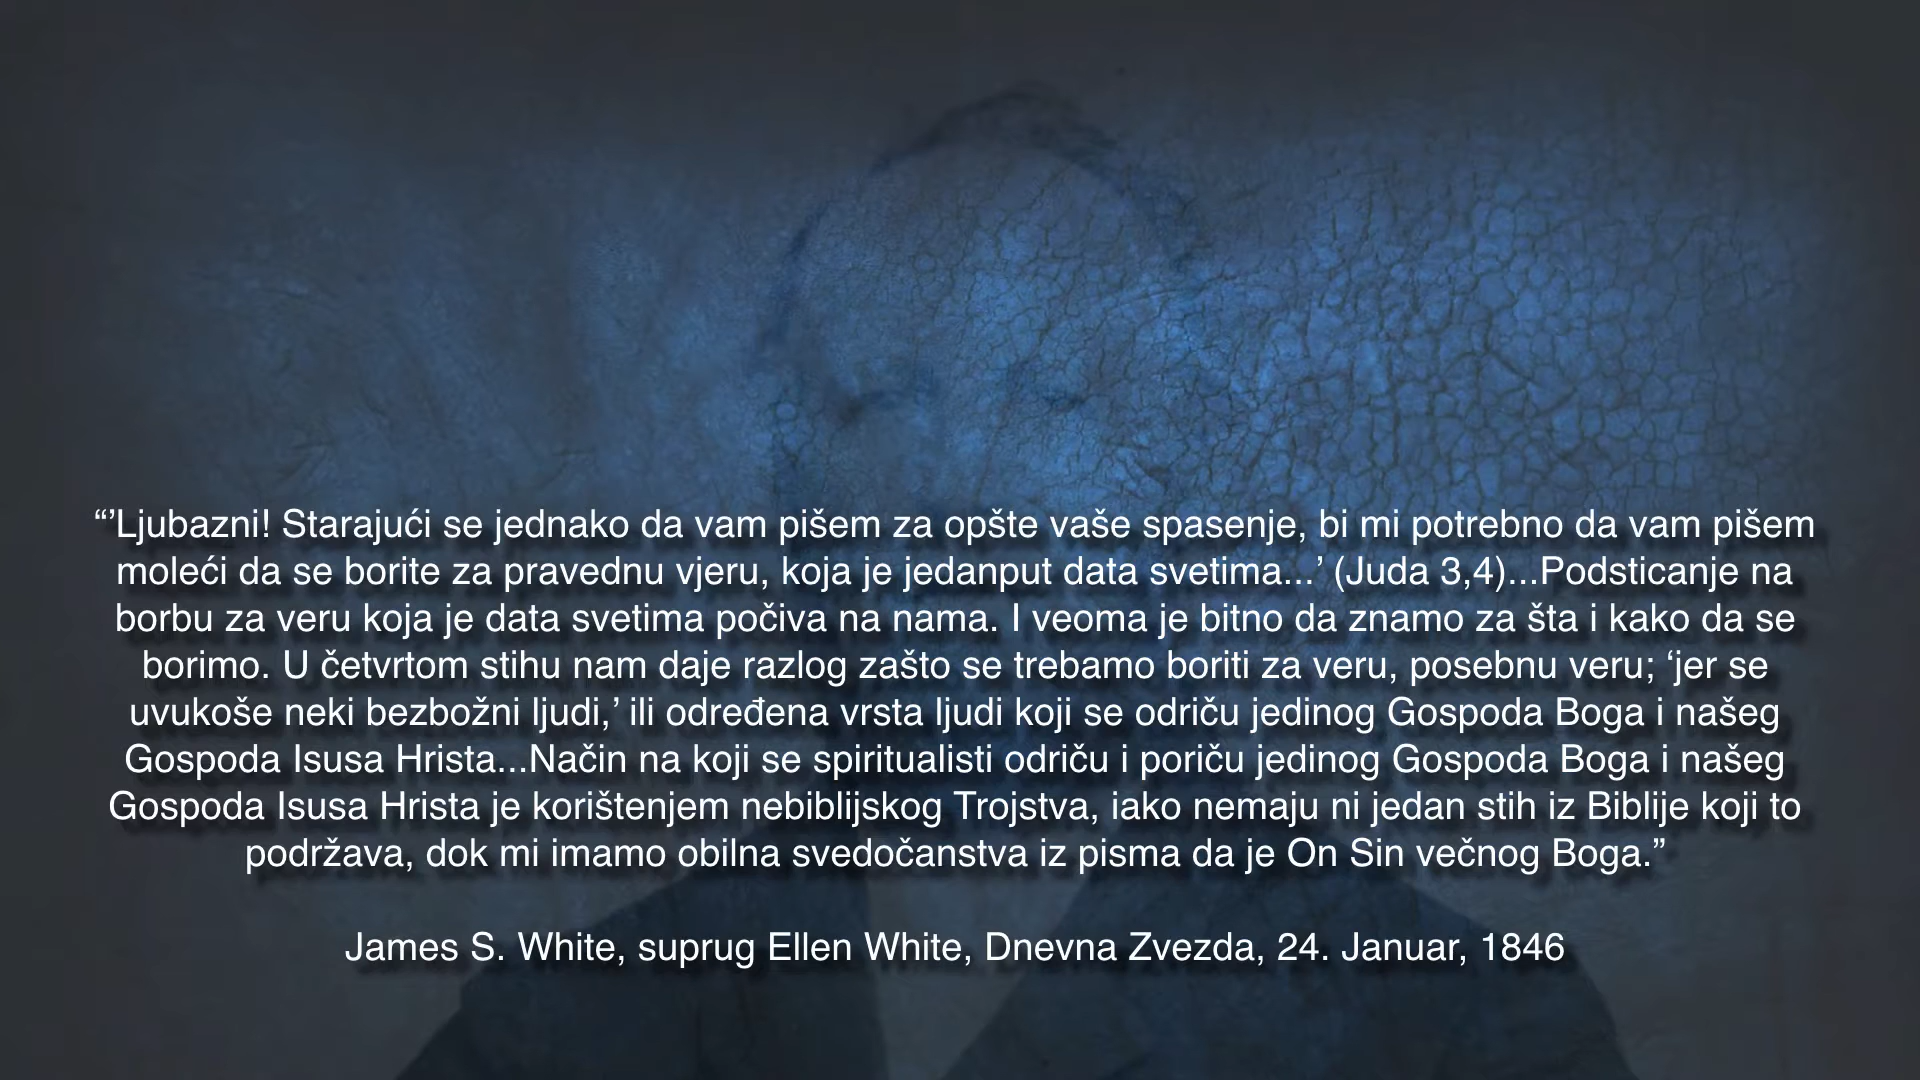 “’Ljubazni! Starajući se jednako da vam pišem za opšte vaše spasenje, bi mi potrebno da vam pišem
moleći da se borite za pravednu vjeru, koja je jedanput data svetima...’ (Juda 3,4)...Podsticanje na
borbu za veru koja je data svetima počiva na nama. I veoma je bitno da znamo za šta i kako da se
borimo. U četvrtom stihu nam daje razlog zašto se trebamo boriti za veru, posebnu veru; ‘jer se
uvukoše neki bezbožni ljudi,’ ili određena vrsta ljudi koji se odriču jedinog Gospoda Boga i našeg
Gospoda Isusa Hrista...Način na koji se spiritualisti odriču i poriču jedinog Gospoda Boga i našeg
Gospoda Isusa Hrista je korištenjem nebiblijskog Trojstva, iako nemaju ni jedan stih iz Biblije koji to
podržava, dok mi imamo obilna svedočanstva iz pisma da je On Sin večnog Boga.”
James S. White, suprug Ellen White, Dnevna Zvezda, 24. Januar, 1846